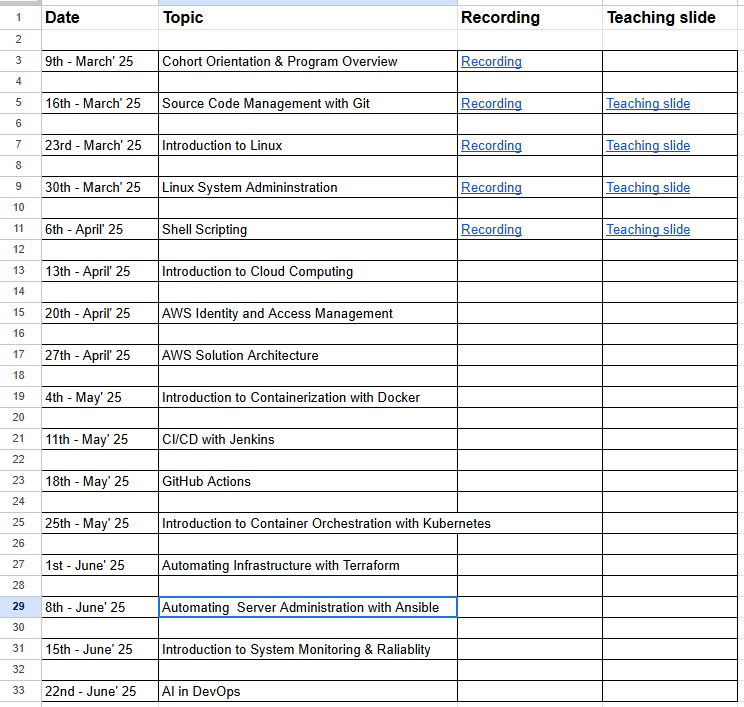 1 Date Topic Recording Teaching slide
2
3 9th - March' 25 Cohort Orientation & Program Overview Recording
4
5 16th - March' 25 Source Code Management with Git Recording Teaching slide
6
7 23rd - March' 25 Introduction to Linux Recording Teaching slide
8
9 30th - March' 25 Linux System Admininstration Recording Teaching slide
10
11 6th - April' 25 Shell Scripting Recording Teaching slide
12
13 13th - April' 25 Introduction to Cloud Computing
14
15 20th - April' 25 AWS Identity and Access Management
16
17 27th - April' 25 AWS Solution Architecture
18
19 4th - May' 25 Introduction to Containerization with Docker
20
21 11th - May' 25 CI/CD with Jenkins
22
23 18th - May' 25 GitHub Actions
24
25 25th - May' 25 Introduction to Container Orchestration with Kubernetes
26
27 1st - June' 25 Automating Infrastructure with Terraform
28
29 8th - June' 25 Automating  Server Administration with Ansible
30
31 15th - June' 25 Introduction to System Monitoring & Raliablity
32
33 22nd - June' 25 AI in DevOps